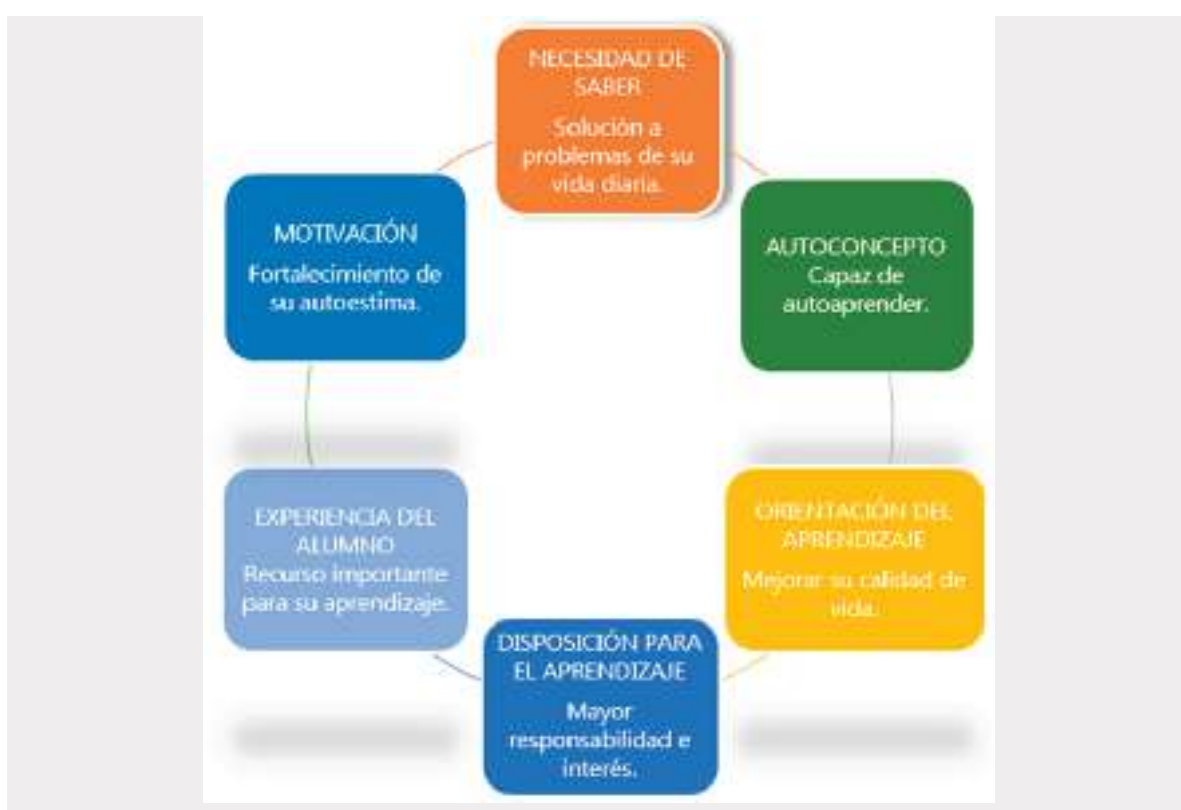 NECESIDAD DE
SABER
Solución a
problemas de su
vida diaria.
MOTIVACIÓN
Fortalecimiento de
su autoestima.
AUTOCONCEPTO
Capaz de
autoaprender.
EXPERIENCIA DEL
ALUMNO
Recurso importante
para su aprendizaje.
ORIENTACIÓN DEL
APRENDIZAJE
Mejorar su calidad de
vida.
DISPOSICIÓN PARA
EL APRENDIZAJE
Mayor
responsabilidad e
interés.